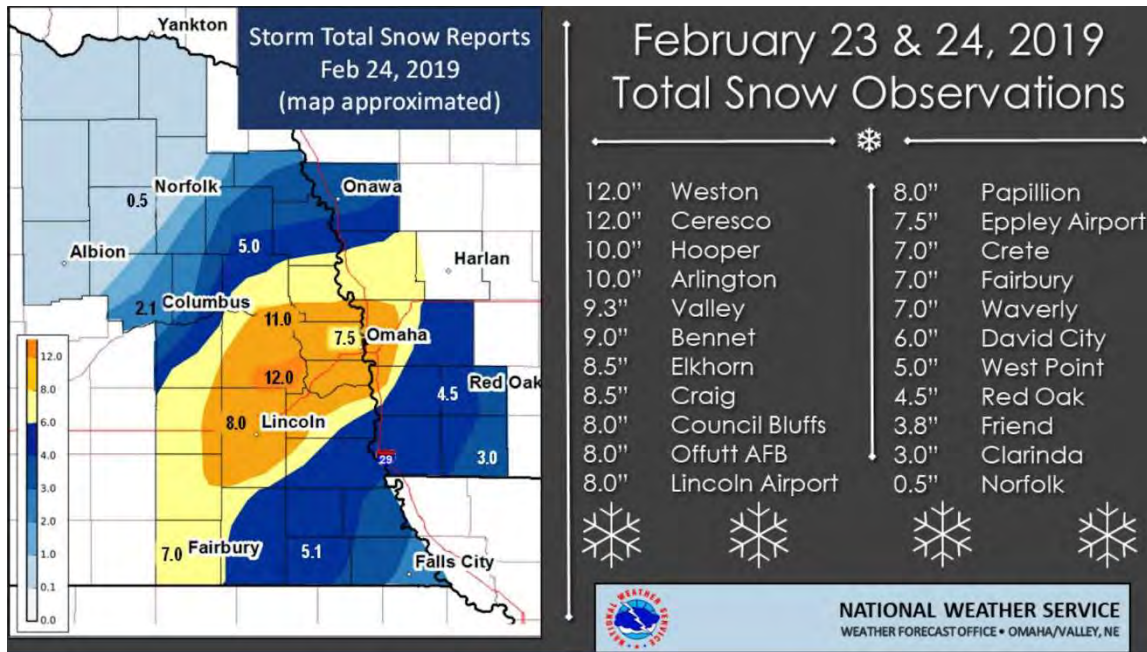 Yankton
Storm Total Snow Reports
Feb 24, 2019
(map approximated)
Norfolk
0.5
Onawa
Albion
5.0
Harlan
Columbus
2.1
11.0
7.5
Omaha
12.0
Red Oak
4.5
8.0
Lincoln
29
3.0
7.0
Fairbury
5.1
Falls City
12.0
8.0
6.0
4.0
3.0
2.0
1.0
0.1
0.0
February 23 & 24, 2019
Total Snow Observations
12.0" Weston
12.0" Ceresco
10.0" Hooper
10.0" Arlington
9.3" Valley
9.0" Bennet
8.5" Elkhorn
8.5" Craig
8.0" Council Bluffs
8.0" Offutt AFB
8.0" Lincoln Airport
8.0" Papillion
7.5" Eppley Airport
7.0" Crete
7.0" Fairbury
7.0" Waverly
6.0" David City
5.0" West Point
4.5" Red Oak
3.8" Friend
3.0" Clarinda
0.5" Norfolk
NATIONAL WEATHER SERVICE
NATIONAL WEATHER SERVICE
WEATHER FORECAST OFFICE • OMAHA/VALLEY, NE